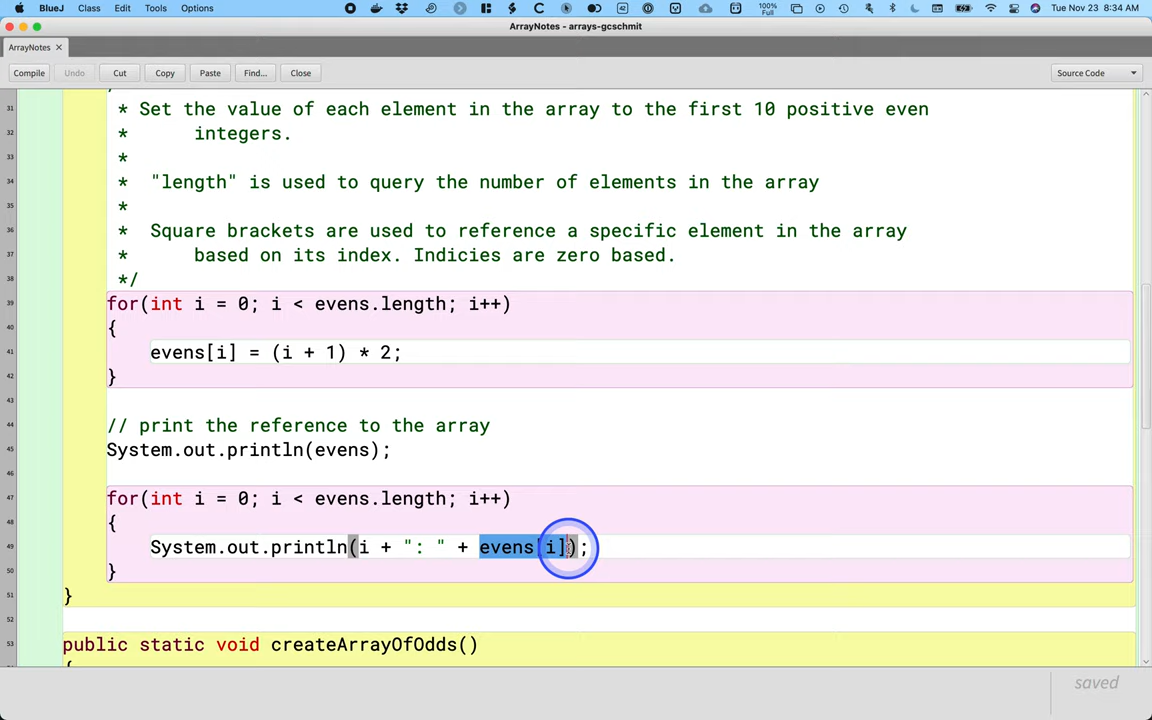 BlueJ Class Edit Tools Options 100% Full Tue Nov 23 8:34 AM
ArrayNotes - arrays-gcschmit
ArrayNotes ×
Compile Undo Cut Copy Paste Find... Close Source Code
31 * Set the value of each element in the array to the first 10 positive even
32 * integers.
33 *
34 * "length" is used to query the number of elements in the array
35 *
36 * Square brackets are used to reference a specific element in the array
37 * based on its index. Indicies are zero based.
38 */
39 for(int i = 0; i < evens.length; i++)
40 {
41 evens[i] = (i + 1) * 2;
42 }
43
44 // print the reference to the array
45 System.out.println(evens);
46
47 for(int i = 0; i < evens.length; i++)
48 {
49 System.out.println(i + ": " + evens[i]);
50 }
51 }
52
53 public static void createArrayOfOdds()
saved